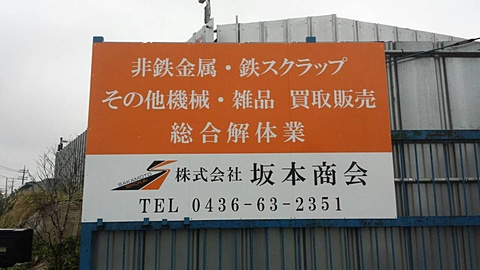 非鉄金属・鉄スクラップ
その他機械・雑品 買取販売
総合解体業
SAKAMOTO 株式会社 坂本商会
TEL 0436-63-2351